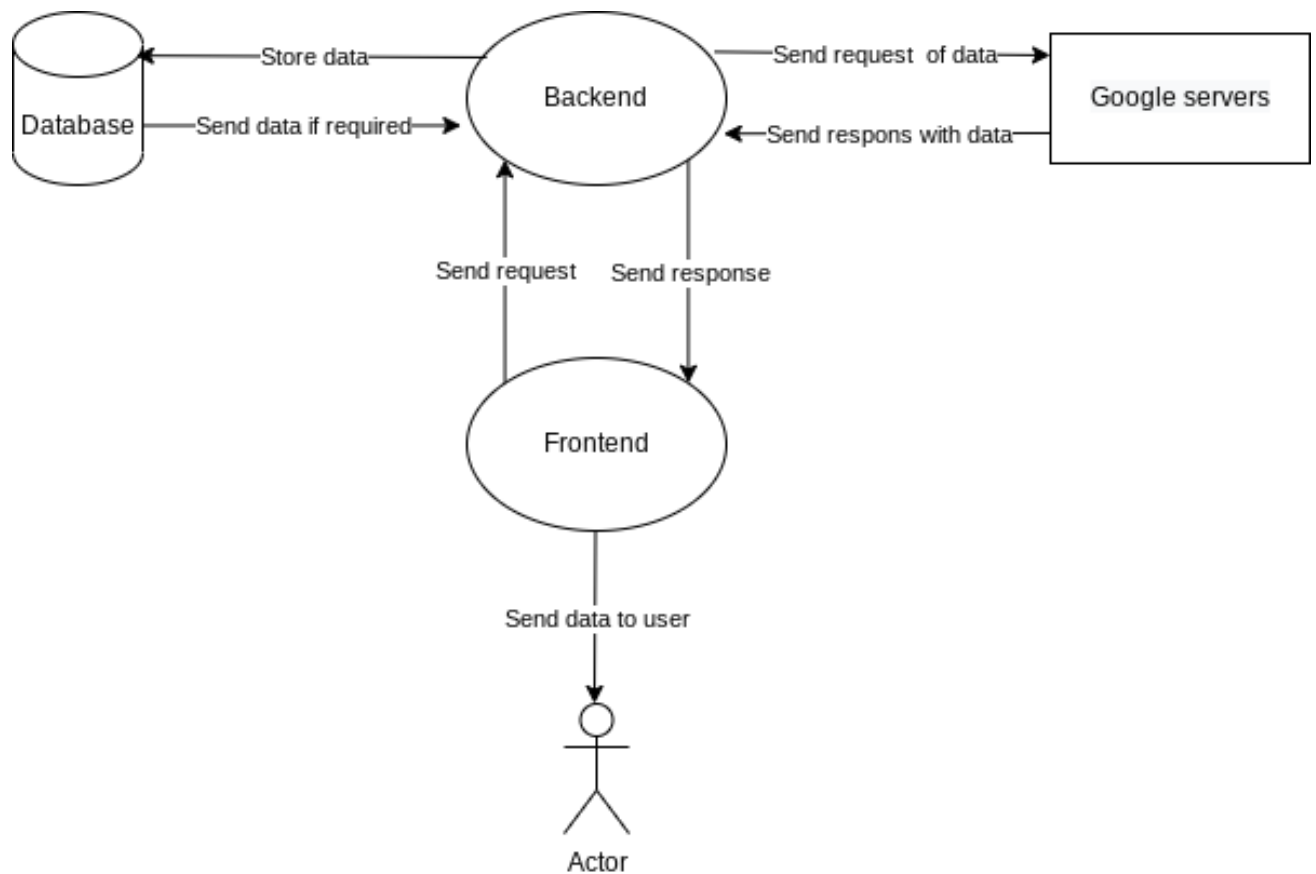 Store data
Send request of data
Backend
Google servers
Database
Send data if required
Send respons with data
Send request
Send response
Frontend
Send data to user
Actor